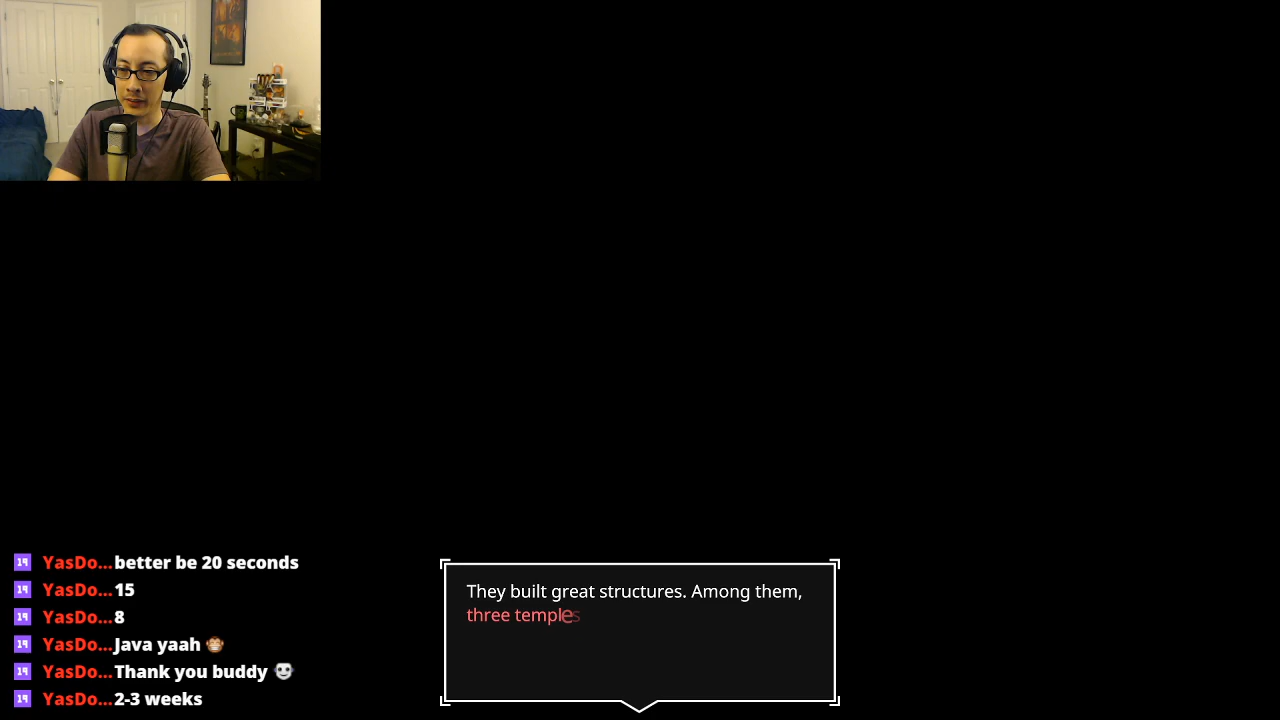 YasDo...better be 20 seconds
YasDo...15
YasDo...8
YasDo...Java yaah
YasDo...Thank you buddy
YasDo...2-3 weeks
They built great structures. Among them,
three temples